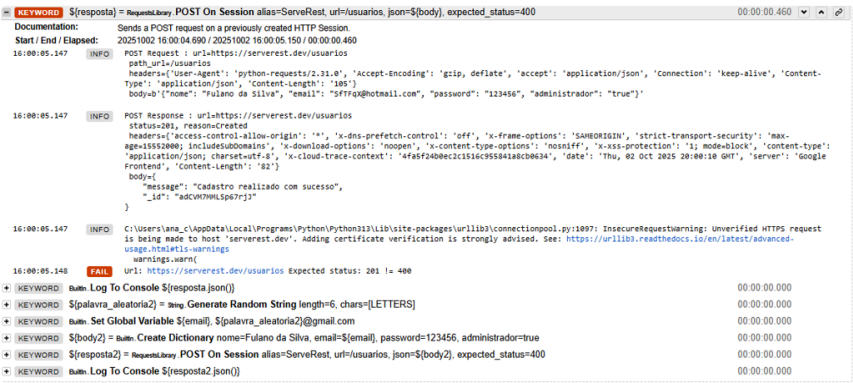 KEYWORD ${resposta} = RequestsLibrary. POST On Session alias=ServeRest, url=/usuarios, json=${body}, expected_status=400 00:00:00.460
Documentation: Sends a POST request on a previously created HTTP Session.
Start / End / Elapsed: 20251002 16:00:04.690 / 20251002 16:00:05.150 / 00:00:00.460
16:00:05.147 INFO POST Request : url=https://serverest.dev/usuarios
path_url=/usuarios
headers={'User-Agent': 'python-requests/2.31.0', 'Accept-Encoding': 'gzip, deflate', 'accept': 'application/json', 'Connection': 'keep-alive', 'Content-
Type': 'application/json', 'Content-Length': '105'}
body=b'{"nome": "Fulano da Silva", "email": "SfTFqX@hotmail.com", "password": "123456", "administrador": "true"}'
16:00:05.147 INFO POST Response : url=https://serverest.dev/usuarios
status=201, reason=Created
headers={'access-control-allow-origin': '*', 'x-dns-prefetch-control': 'off', 'x-frame-options': 'SAMEORIGIN', 'strict-transport-security': 'max-
age=15552000; includeSubDomains', 'x-download-options': 'noopen', 'x-content-type-options': 'nosniff', 'x-xss-protection': '1; mode=block', 'content-type':
'application/json; charset=utf-8', 'x-cloud-trace-context': '4fa5f24b0ec2c1516c955841a8cb0634', 'date': 'Thu, 02 Oct 2025 20:00:10 GMT', 'server': 'Google
Frontend', 'Content-Length': '82'}
body={
"message": "Cadastro realizado com sucesso",
"_id": "adCVM7MMLSp67rjJ"
}
16:00:05.147 INFO C:\Users\ana_c\AppData\Local\Programs\Python\Python313\Lib\site-packages\urllib3\connectionpool.py:1097: InsecureRequestWarning: Unverified HTTPS request
is being made to host 'serverest.dev'. Adding certificate verification is strongly advised. See: https://urllib3.readthedocs.io/en/latest/advanced-
usage.html#tls-warnings
warnings.warn(
16:00:05.148 FAIL Url: https://serverest.dev/usuarios Expected status: 201 != 400
KEYWORD BuiltIn. Log To Console ${resposta.json()} 00:00:00.000
KEYWORD ${palavra_aleatoria2} = String. Generate Random String length=6, chars=[LETTERS] 00:00:00.000
KEYWORD BuiltIn. Set Global Variable ${email}, ${palavra_aleatoria2}@gmail.com 00:00:00.000
KEYWORD ${body2} = BuiltIn. Create Dictionary nome=Fulano da Silva, email=${email}, password=123456, administrador=true 00:00:00.000
KEYWORD ${resposta2} = RequestsLibrary. POST On Session alias=ServeRest, url=/usuarios, json=${body2}, expected_status=400 00:00:00.000
KEYWORD BuiltIn. Log To Console ${resposta2.json()} 00:00:00.000